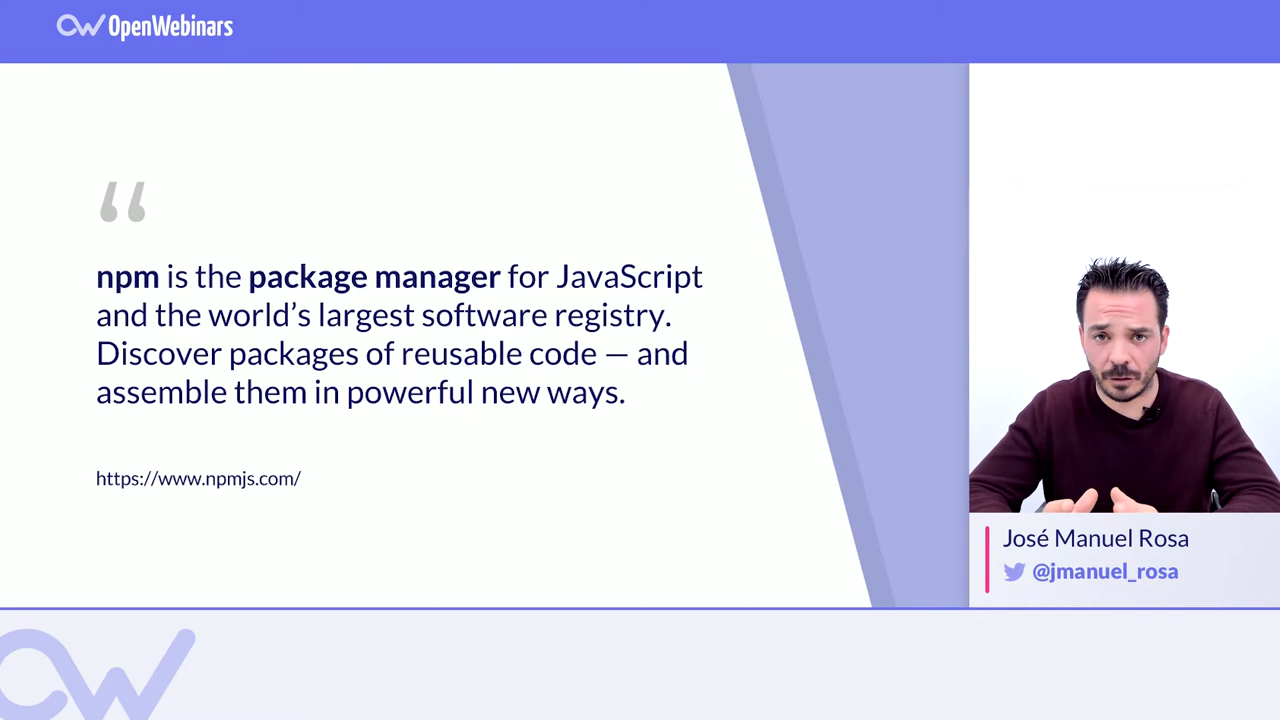 OpenWebinars
“
npm is the package manager for JavaScript
and the world’s largest software registry.
Discover packages of reusable code — and
assemble them in powerful new ways.
https://www.npmjs.com/
José Manuel Rosa
@jmanuel_rosa